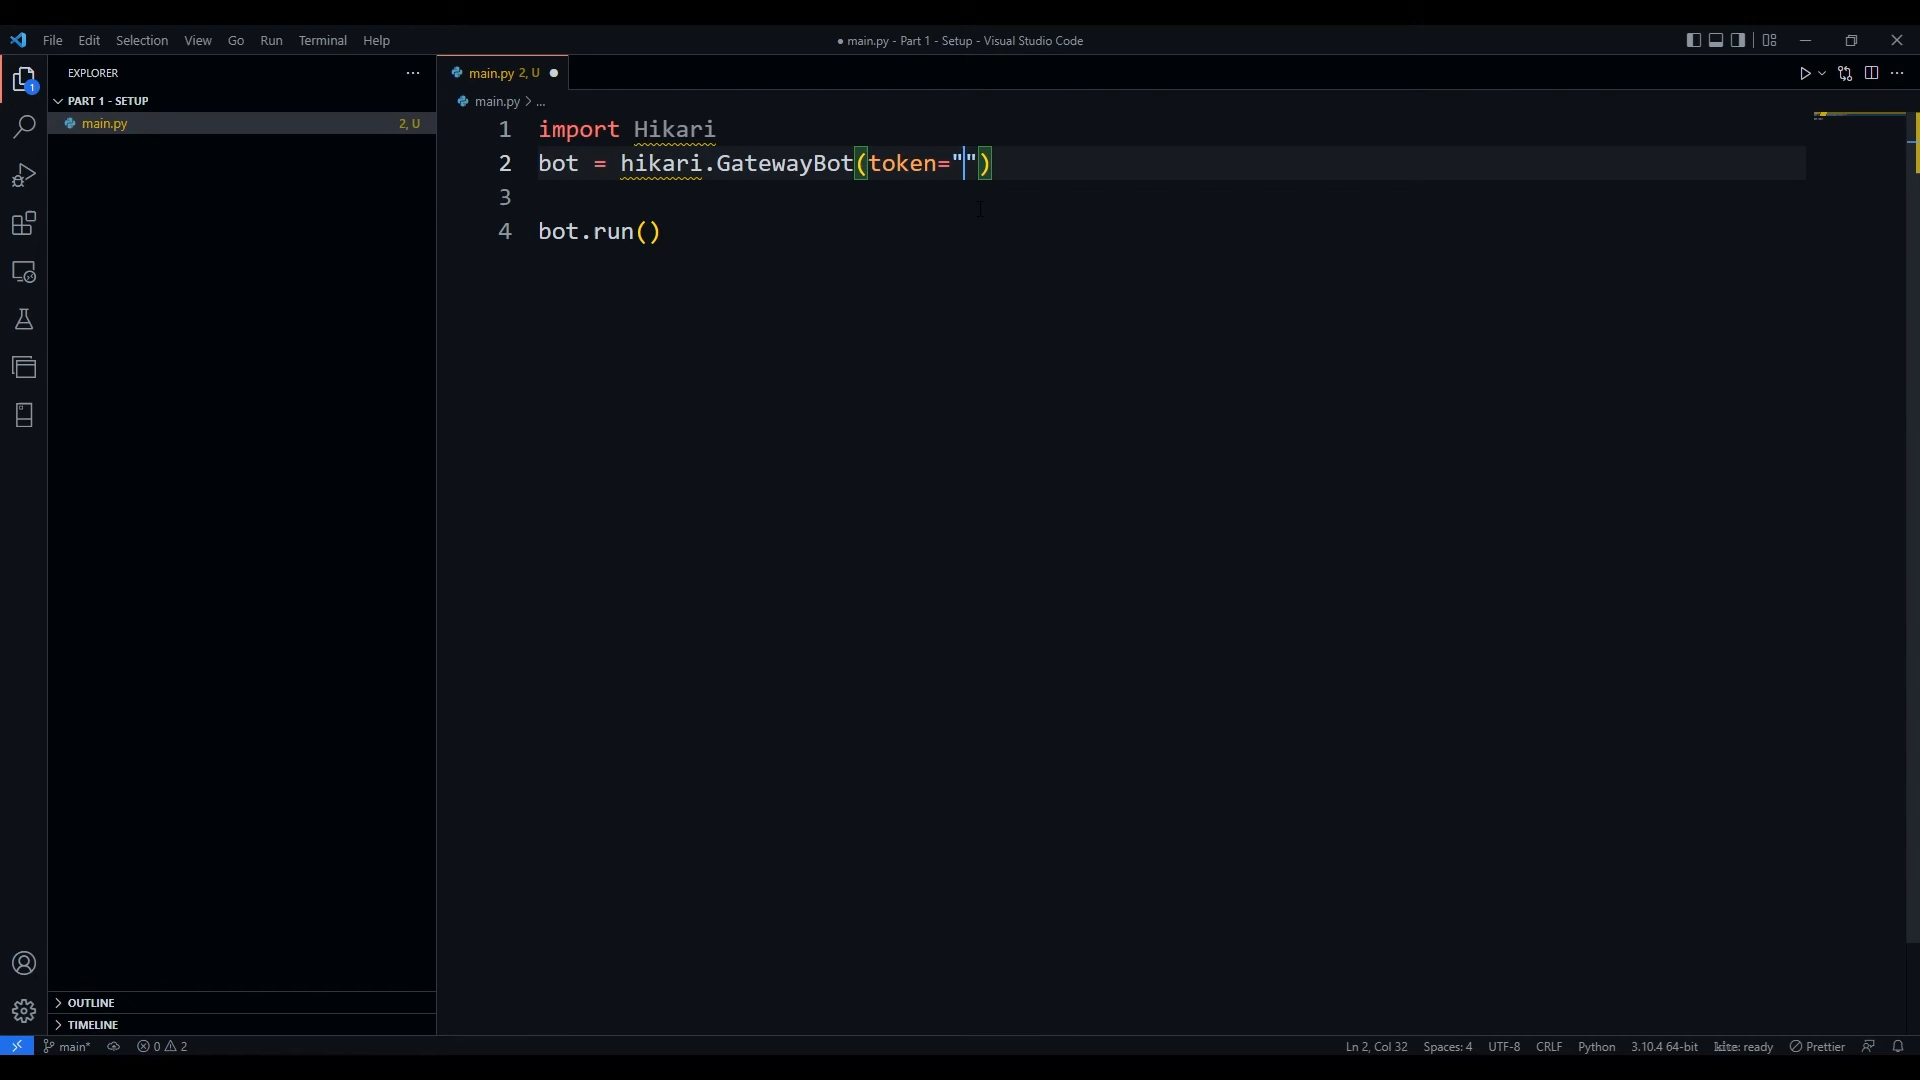 File Edit Selection View Go Run Terminal Help
● main.py - Part 1 - Setup - Visual Studio Code
EXPLORER
1
PART 1 - SETUP
main.py 2, U
main.py 2, U
main.py > ...
1 import Hikari
2 bot = hikari.GatewayBot(token="")
3
4 bot.run()
OUTLINE
TIMELINE
main* 0 2
Ln 2, Col 32 Spaces: 4 UTF-8 CRLF Python 3.10.4 64-bit ready Prettier